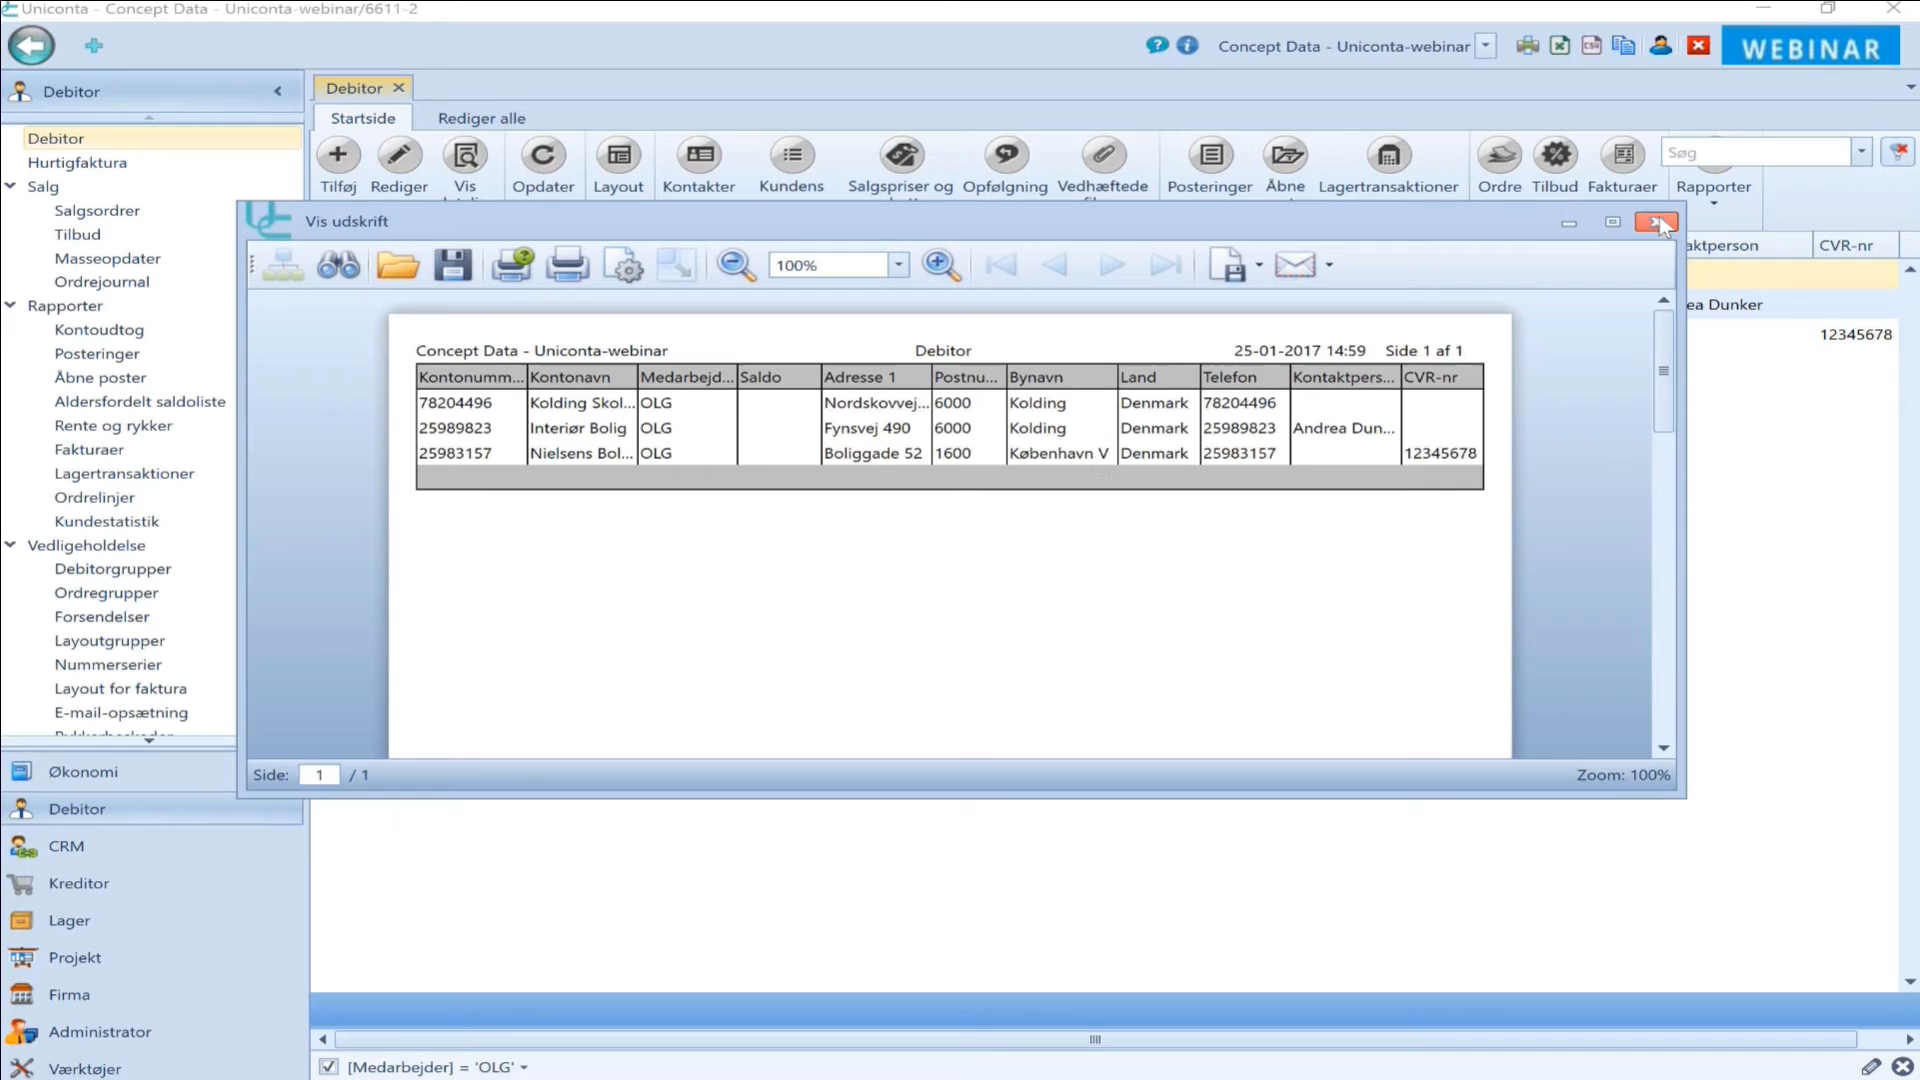 Uniconta - Concept Data - Uniconta-webinar/6611-2
Concept Data - Uniconta-webinar
WEBINAR
Debitor
Debitor
Startside
Rediger alle
Tilføj
Rediger
Vis
Opdater
Layout
Kontakter
Kundens
Salgspriser og
Opfølgning
Vedhæftede
Posteringer
Åbne
Lagertransaktioner
Ordre
Tilbud
Fakturaer
Rapporter
Søg
Debitor
Hurtigfaktura
Salg
Salgsordrer
Tilbud
Masseopdater
Ordrejournal
Rapporter
Kontoudtog
Posteringer
Åbne poster
Aldersfordelt saldoliste
Rente og rykker
Fakturaer
Lagertransaktioner
Ordrelinjer
Kundestatistik
Vedligeholdelse
Debitorgrupper
Ordregrupper
Forsendelser
Layoutgrupper
Nummerserier
Layout for faktura
E-mail-opsætning
Økonomi
Debitor
CRM
Kreditor
Lager
Projekt
Firma
Administrator
Værktøjer
Vis udskrift
100%
Concept Data - Uniconta-webinar Debitor 25-01-2017 14:59 Side 1 af 1
Kontonumm... Kontonavn Medarbejd... Saldo Adresse 1 Postnu... Bynavn Land Telefon Kontaktpers... CVR-nr
78204496 Kolding Skol... OLG Nordskovvej... 6000 Kolding Denmark 78204496
25989823 Interiør Bolig OLG Fynsvej 490 6000 Kolding Denmark 25989823 Andrea Dun...
25983157 Nielsens Bol... OLG Boliggade 52 1600 København V Denmark 25983157 12345678
Side: 1 / 1
Zoom: 100%
aktperson CVR-nr
ea Dunker
12345678
[Medarbejder] = 'OLG'